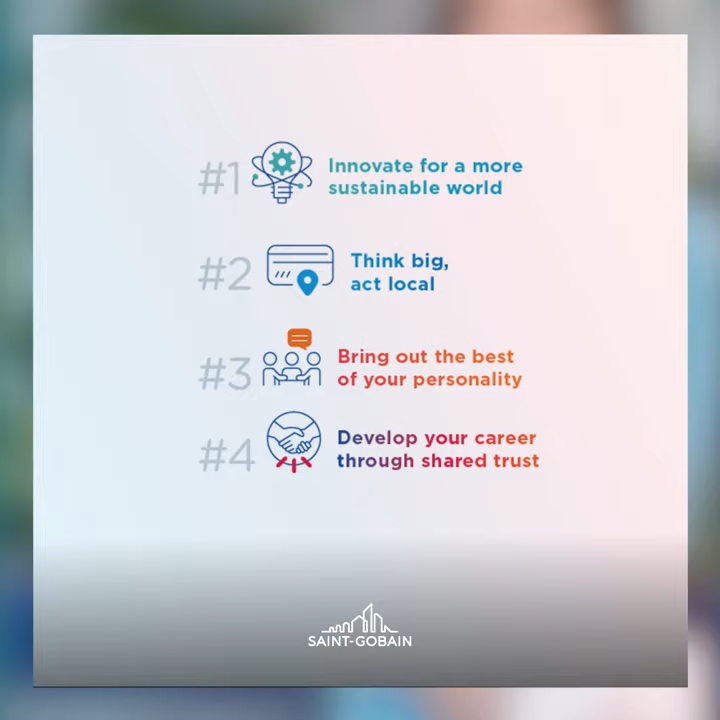 #1 Innovate for a more
sustainable world
#2 Think big,
act local
#3 Bring out the best
of your personality
#4 Develop your career
through shared trust
SAINT-GOBAIN